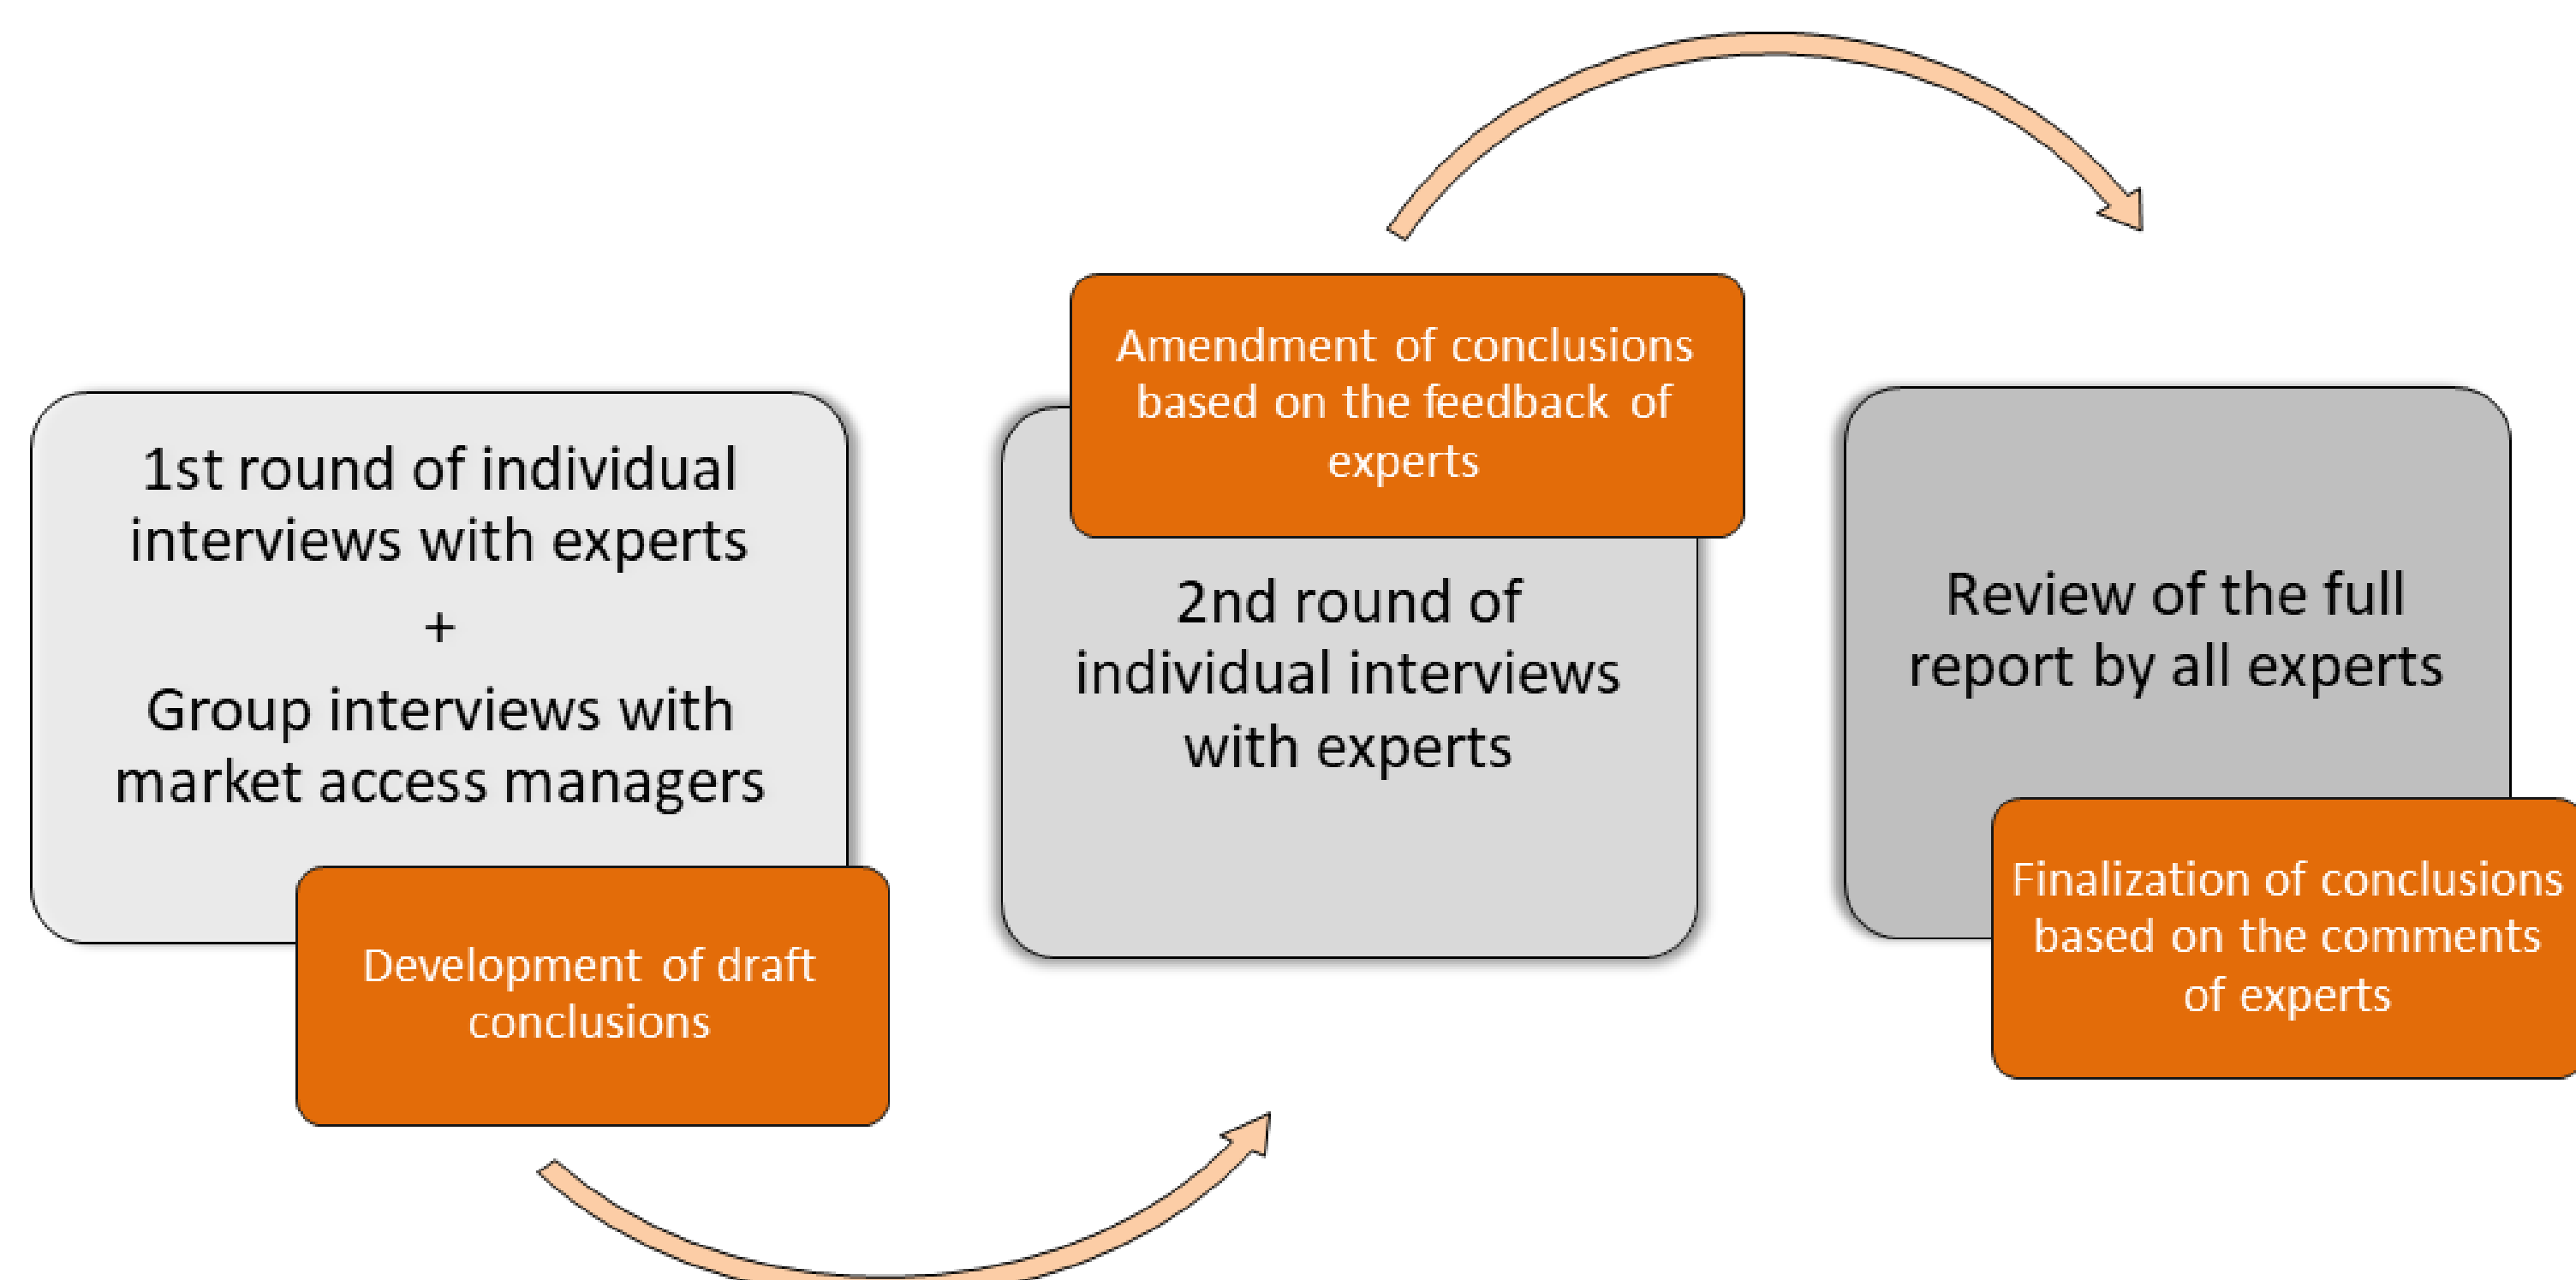 1st round of individual
interviews with experts
+
Group interviews with
market access managers
Development of draft
conclusions
Amendment of conclusions
based on the feedback of
experts
2nd round of
individual interviews
with experts
Review of the full
report by all experts
Finalization of conclusions
based on the comments
of experts